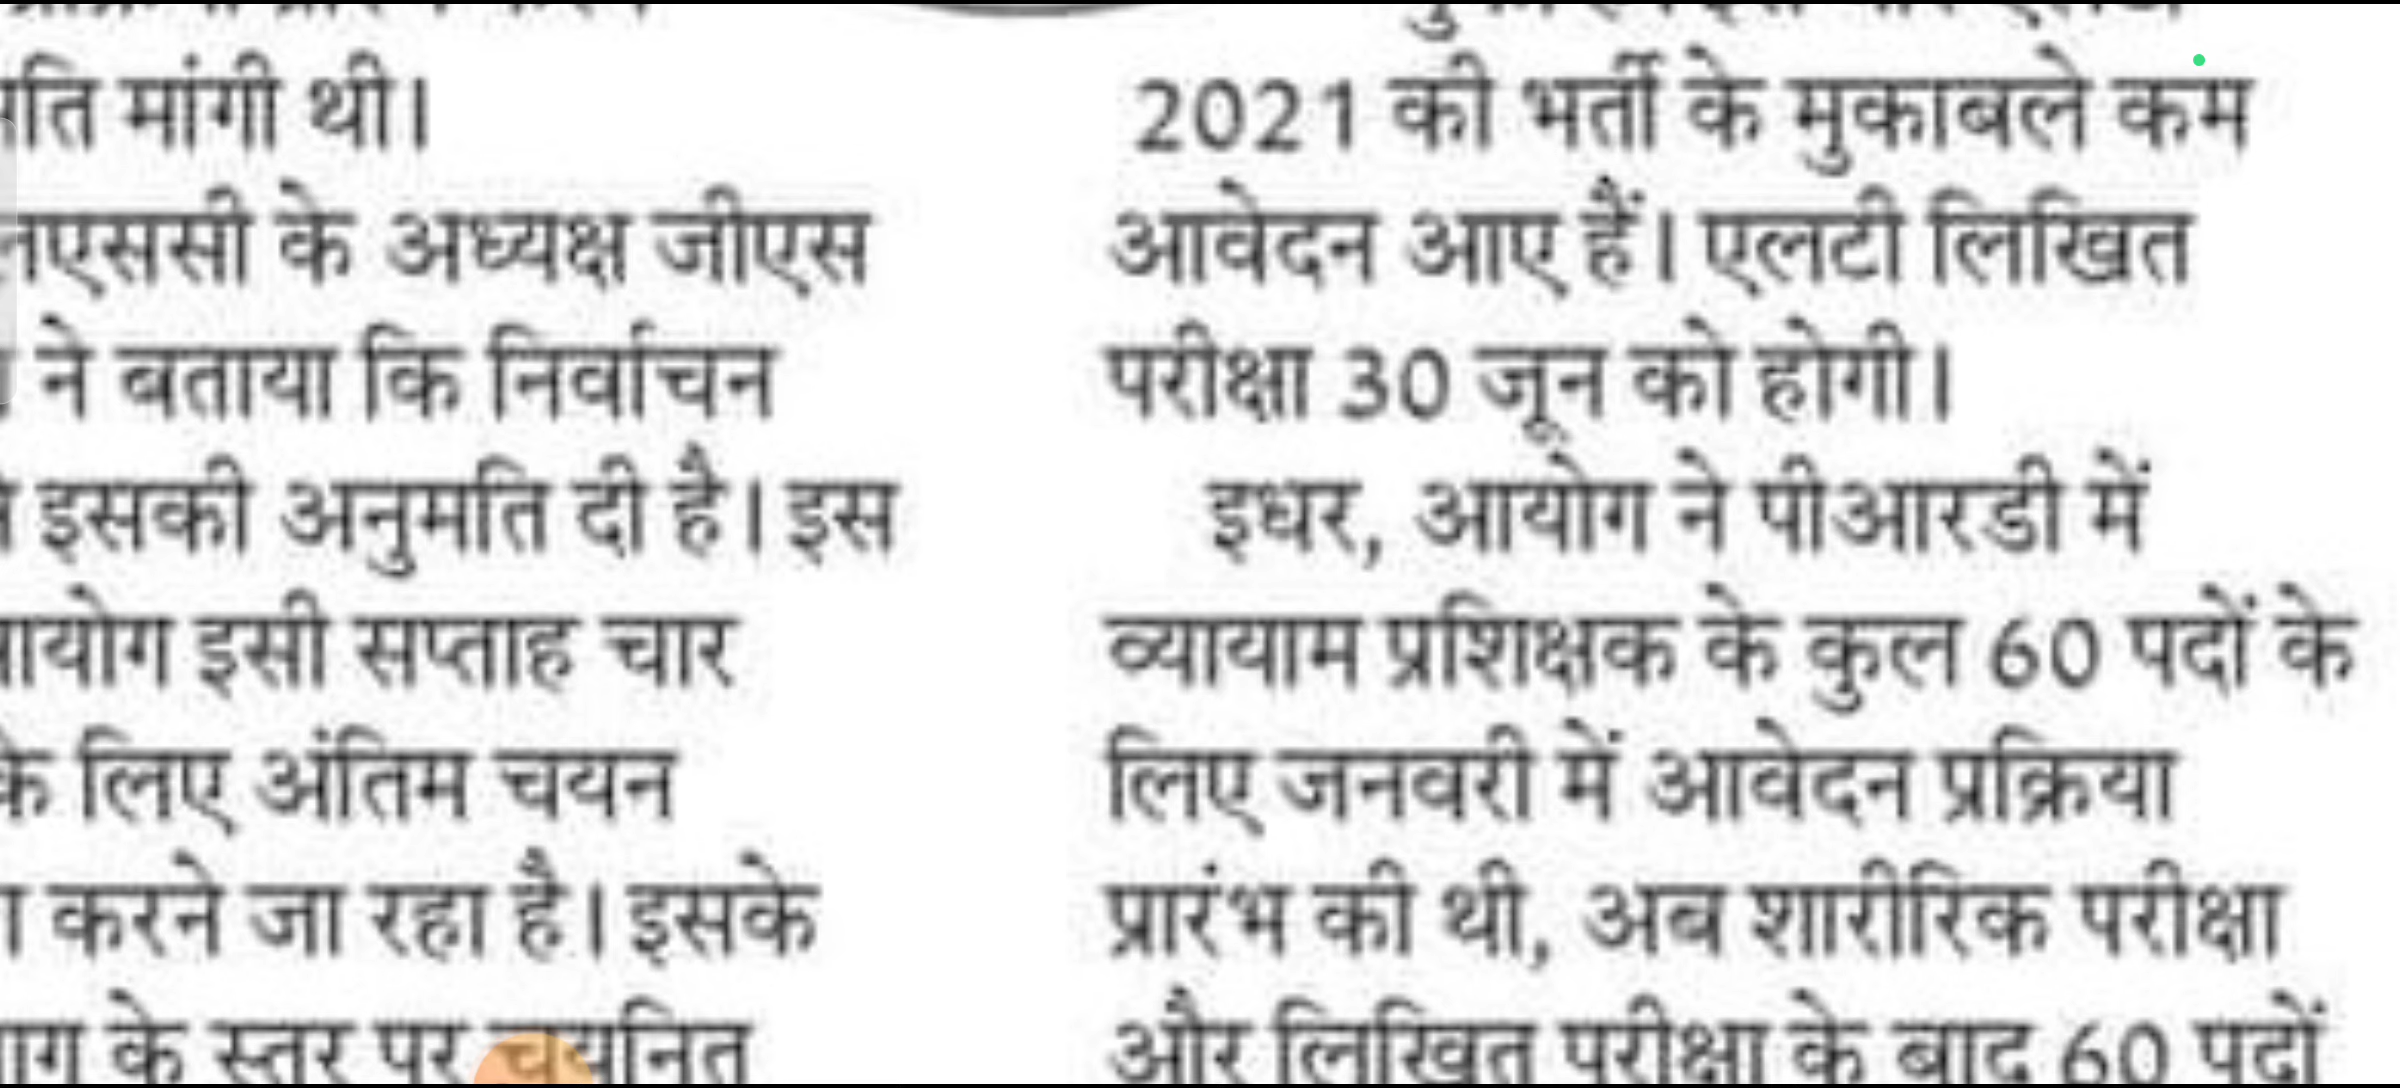 मांगी थी।
के अध्यक्ष जीएस
ने बताया कि निर्वाचन
इसकी अनुमति दी है। इस
इसी सप्ताह चार
के लिए अंतिम चयन
करने जा रहा है। इसके
के स्तर पर चयनित
2021 की भर्ती के मुकाबले कम
आवेदन आए हैं। एलटी लिखित
परीक्षा 30 जून को होगी।
इधर, आयोग ने पीआरडी में
व्यायाम प्रशिक्षक के कुल 60 पदों के
लिए जनवरी में आवेदन प्रक्रिया
प्रारंभ की थी, अब शारीरिक परीक्षा
और लिखित परीक्षा के बाद 60 पदों